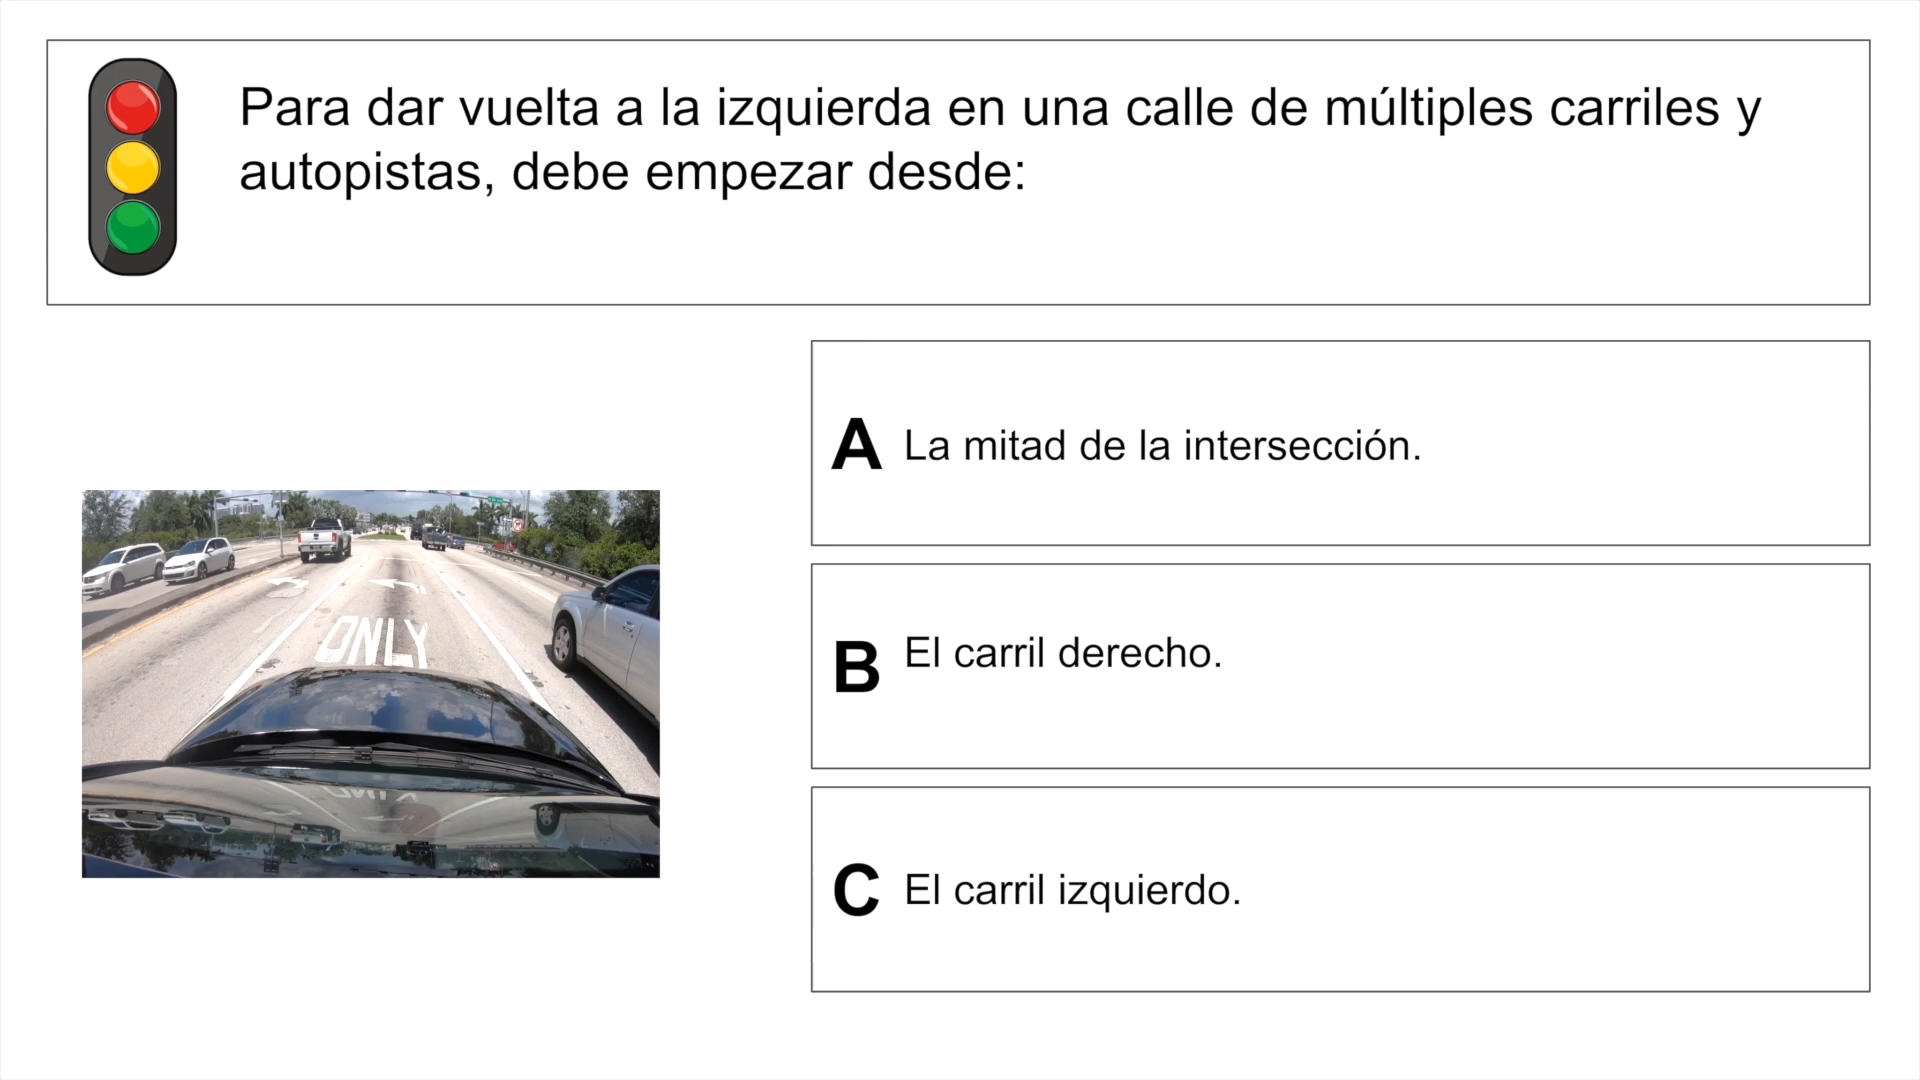 Para dar vuelta a la izquierda en una calle de múltiples carriles y
autopistas, debe empezar desde:
A La mitad de la intersección.
B El carril derecho.
C El carril izquierdo.
ONLY